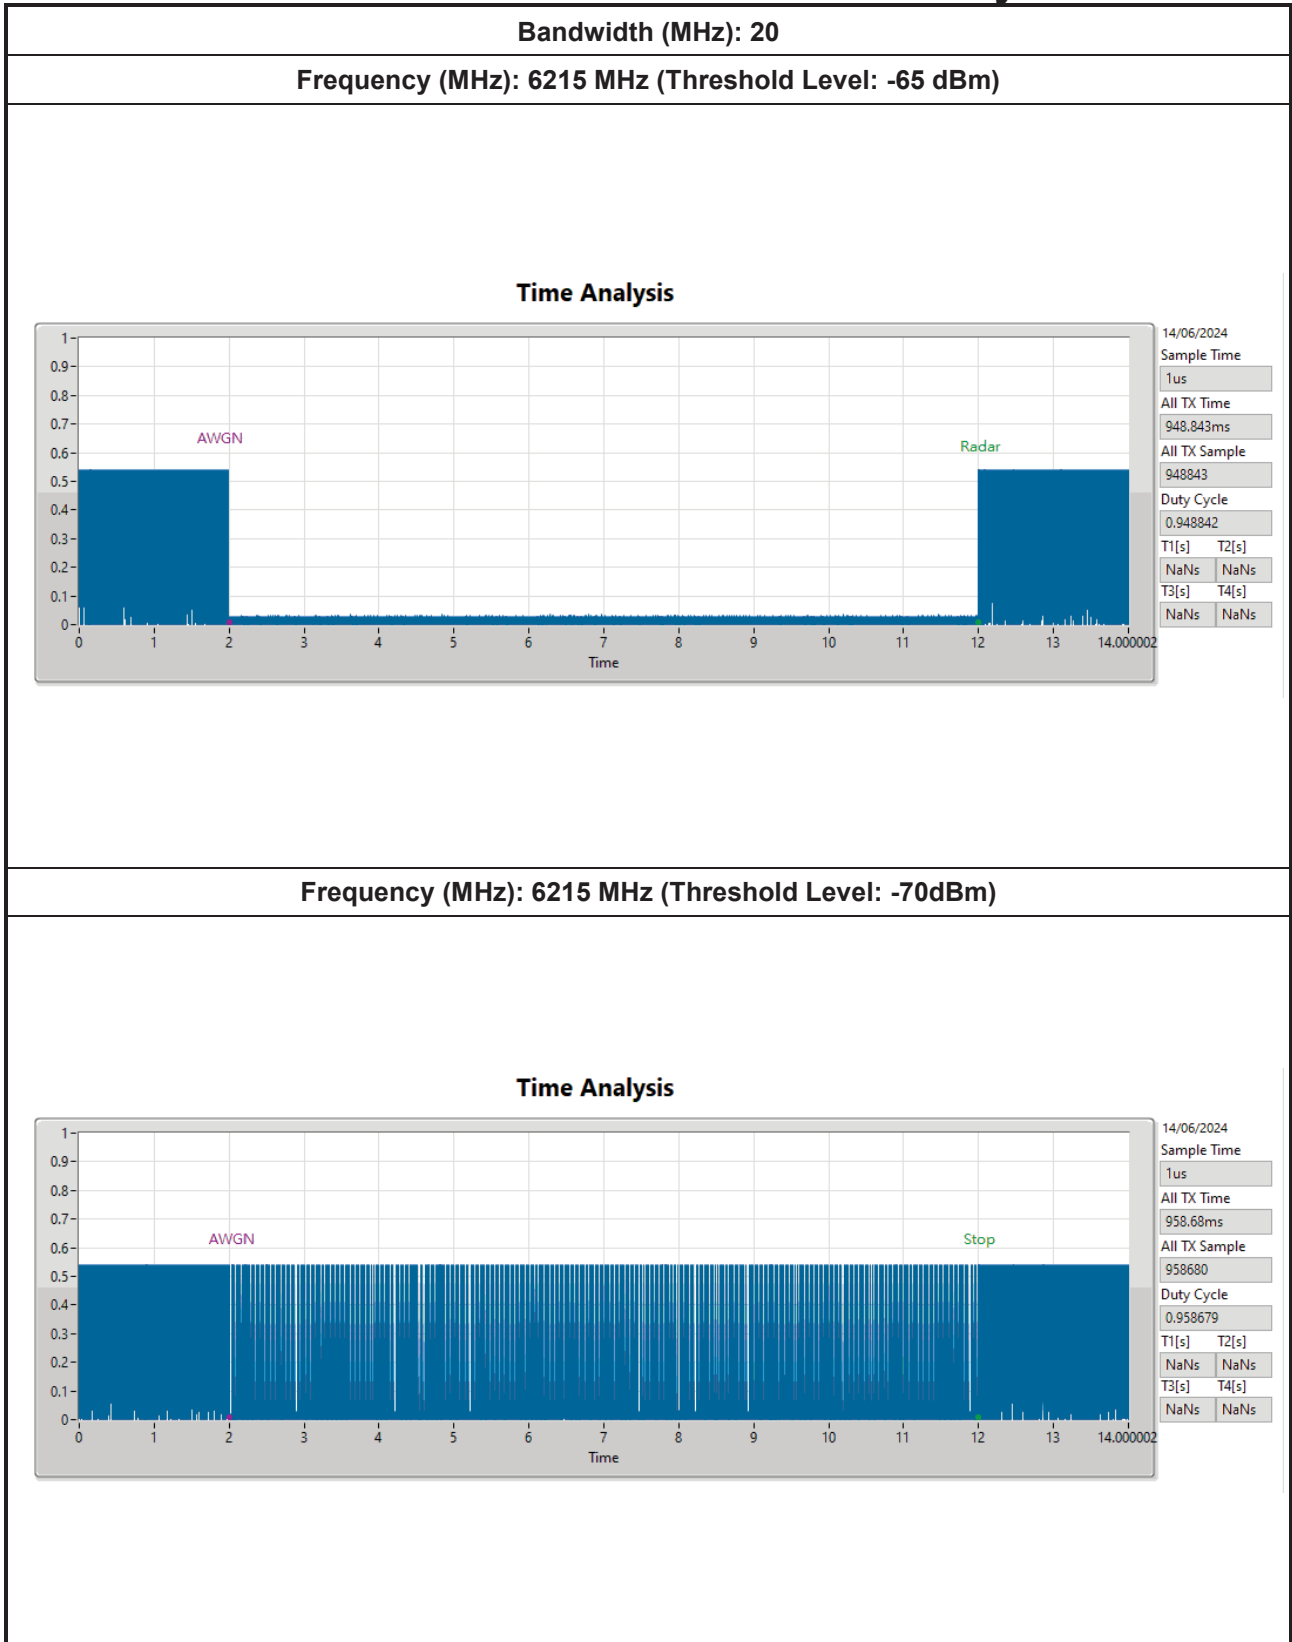 Bandwidth (MHz): 20
Frequency (MHz): 6215 MHz (Threshold Level: -65 dBm)
Time Analysis
1
0.9
0.8
0.7
0.6
0.5
0.4
0.3
0.2
0.1
0
AWGN
Radar
0 1 2 3 4 5 6 7 8 9 10 11 12 13 14.000002
Time
14/06/2024
Sample Time
1us
All TX Time
948.843ms
All TX Sample
948843
Duty Cycle
0.948842
T1[s] T2[s]
NaNs NaNs
T3[s] T4[s]
NaNs NaNs
Frequency (MHz): 6215 MHz (Threshold Level: -70dBm)
Time Analysis
1
0.9
0.8
0.7
0.6
0.5
0.4
0.3
0.2
0.1
0
AWGN
Stop
0 1 2 3 4 5 6 7 8 9 10 11 12 13 14.000002
Time
14/06/2024
Sample Time
1us
All TX Time
958.68ms
All TX Sample
958680
Duty Cycle
0.958679
T1[s] T2[s]
NaNs NaNs
T3[s] T4[s]
NaNs NaNs